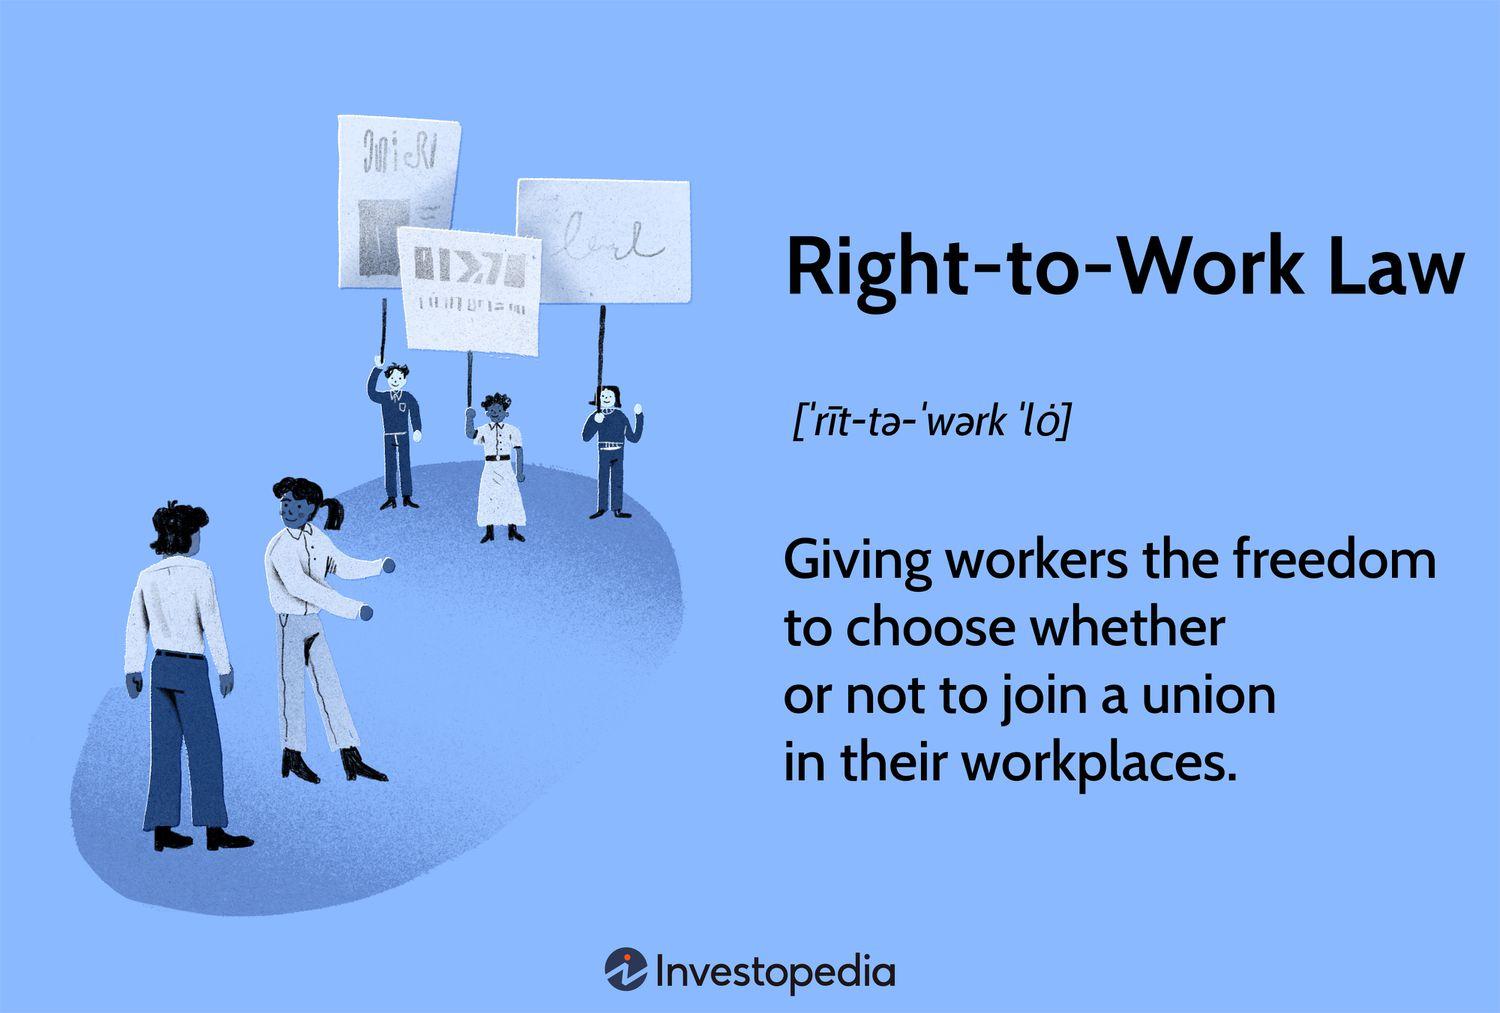 Right-to-Work Law
[ˈrīt-tə-ˈwərk ˈlȯ]
Giving workers the freedom
to choose whether
or not to join a union
in their workplaces.
Investopedia